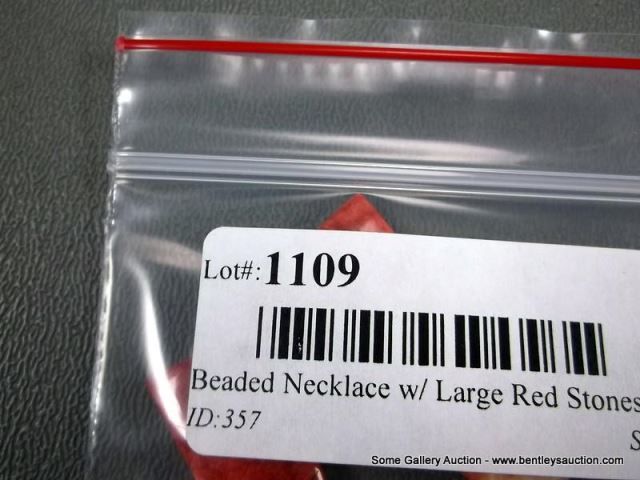 Lot#: 1109
Beaded Necklace w/ Large Red Stones
ID:357
S
Some Gallery Auction - www.bentleysauction.com